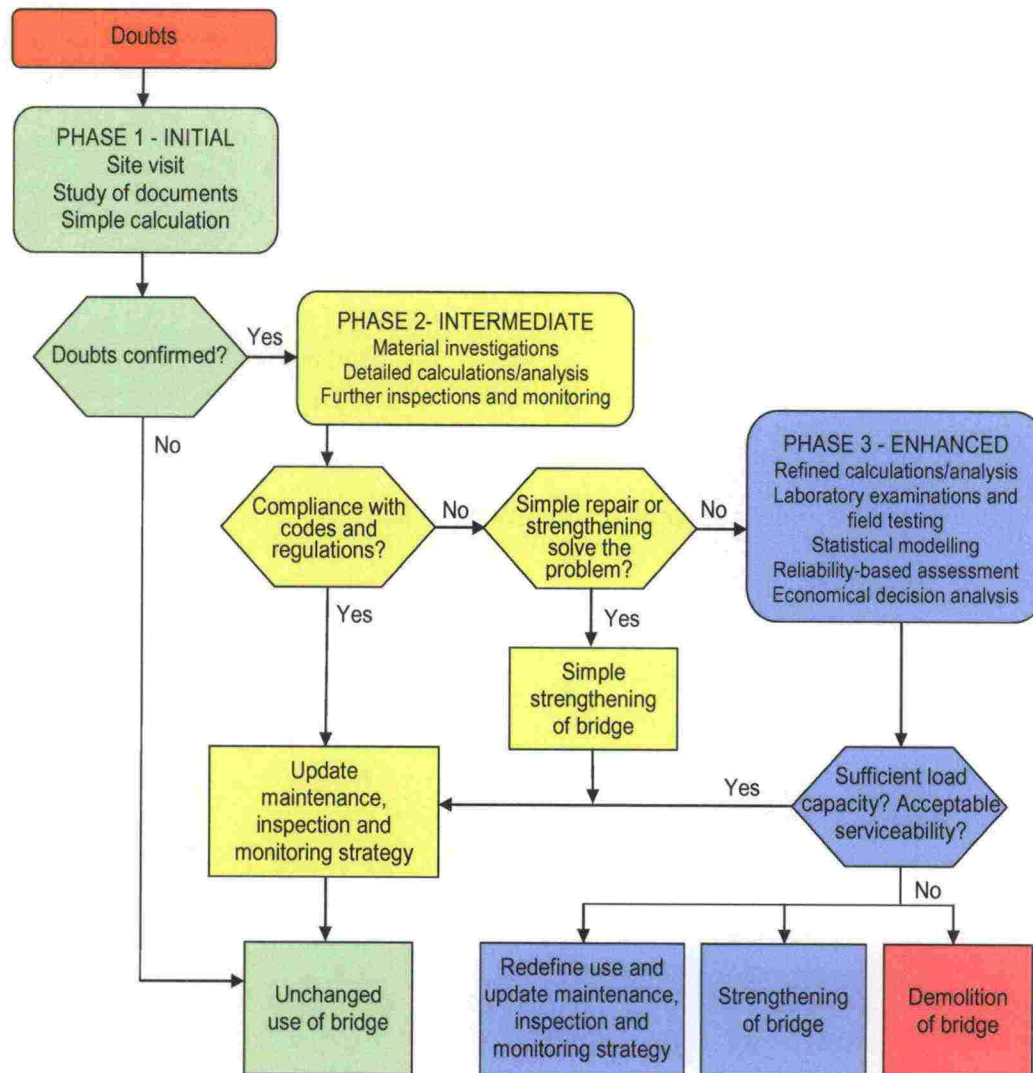 Doubts
PHASE 1 - INITIAL
Site visit
Study of documents
Simple calculation
Doubts confirmed?
Yes
No
PHASE 2- INTERMEDIATE
Material investigations
Detailed calculations/analysis
Further inspections and monitoring
Compliance with
codes and
regulations?
No
Yes
Simple repair or
strengthening
solve the
problem?
No
Yes
PHASE 3 - ENHANCED
Refined calculations/analysis
Laboratory examinations and
field testing
Statistical modelling
Reliability-based assessment
Economical decision analysis
Simple
strengthening
of bridge
Update
maintenance,
inspection and
monitoring strategy
Yes
Sufficient load
capacity? Acceptable
serviceability?
No
Unchanged
use of bridge
Redefine use and
update maintenance,
inspection and
monitoring strategy
Strengthening
of bridge
Demolition
of bridge